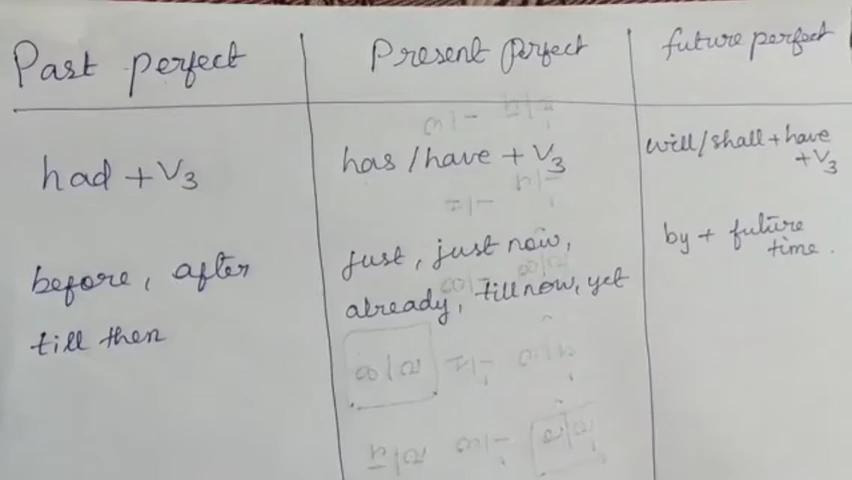 Past perfect
Present perfect
future perfect
had + V3
has / have + V3
will/shall + have
+ V3
before, after
till then
just, just now,
already, till now, yet
by + future
time.